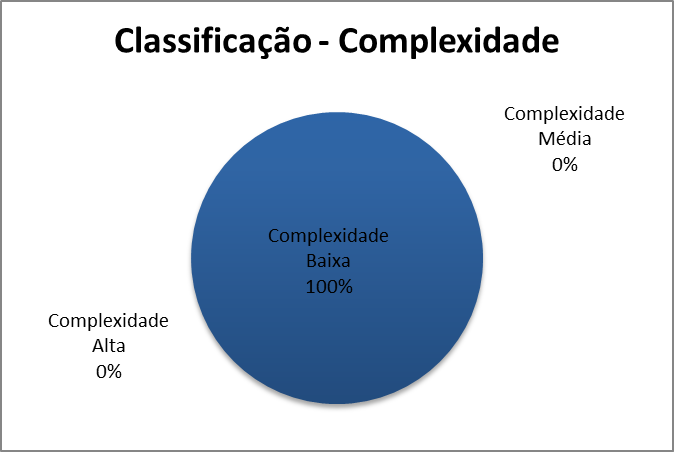 Classificação - Complexidade
Complexidade
Média
0%
Complexidade
Baixa
100%
Complexidade
Alta
0%